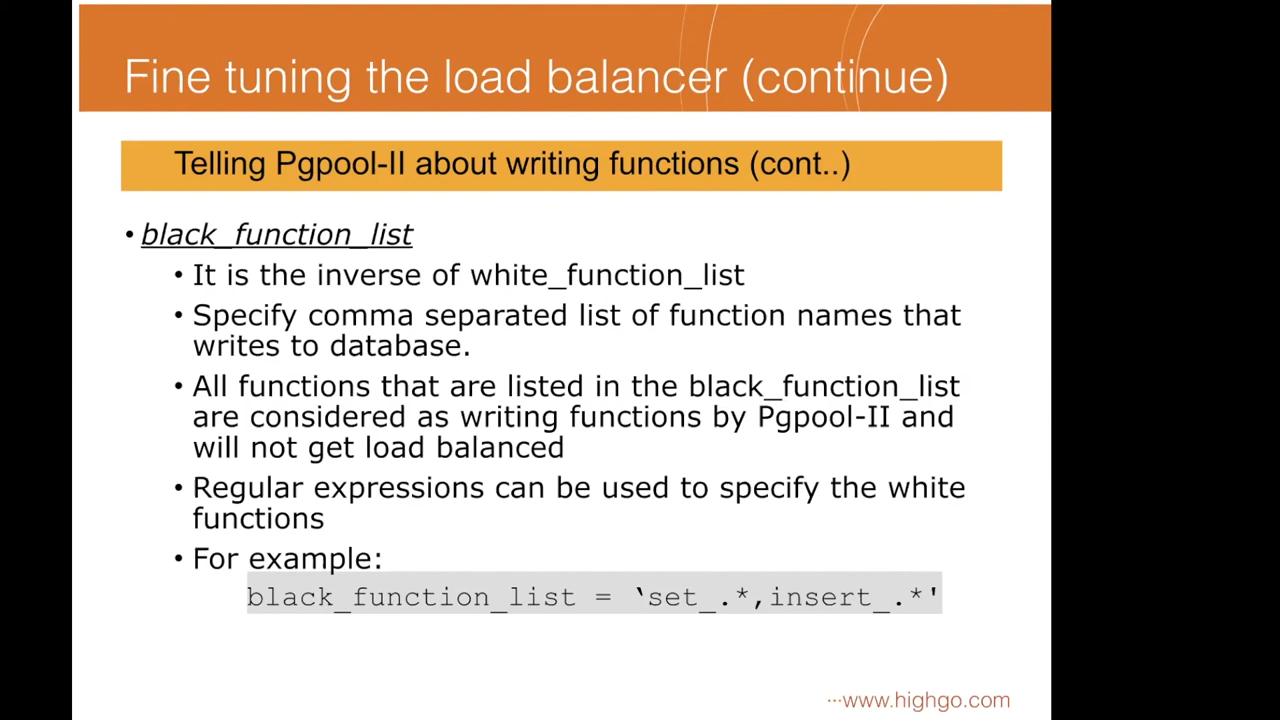 Fine tuning the load balancer (continue)
Telling Pgpool-II about writing functions (cont..)
• black_function_list
• It is the inverse of white_function_list
• Specify comma separated list of function names that
writes to database.
• All functions that are listed in the black_function_list
are considered as writing functions by Pgpool-II and
will not get load balanced
• Regular expressions can be used to specify the white
functions
• For example:
black_function_list = ‘set_.*,insert_.*'
···www.highgo.com